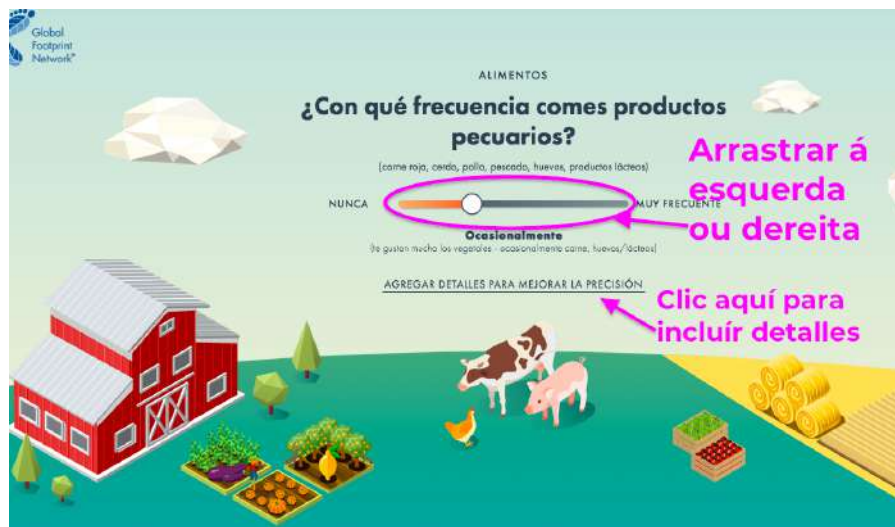 Global
Footprint
Network
ALIMENTOS
¿Con qué frecuencia comes productos
pecuarios?
(carne roja, cerdo, pollo, pescado, huevos, productos lácteos)
Arrastrar á
esquerda
ou dereita
NUNCA
MUY FRECUENTE
Ocasionalmente
(te gustan mucho los vegetales - ocasionalmente carne, huevos/lácteos)
AGREGAR DETALLES PARA MEJORAR LA PRECISIÓN
Clic aquí para
incluír detalles